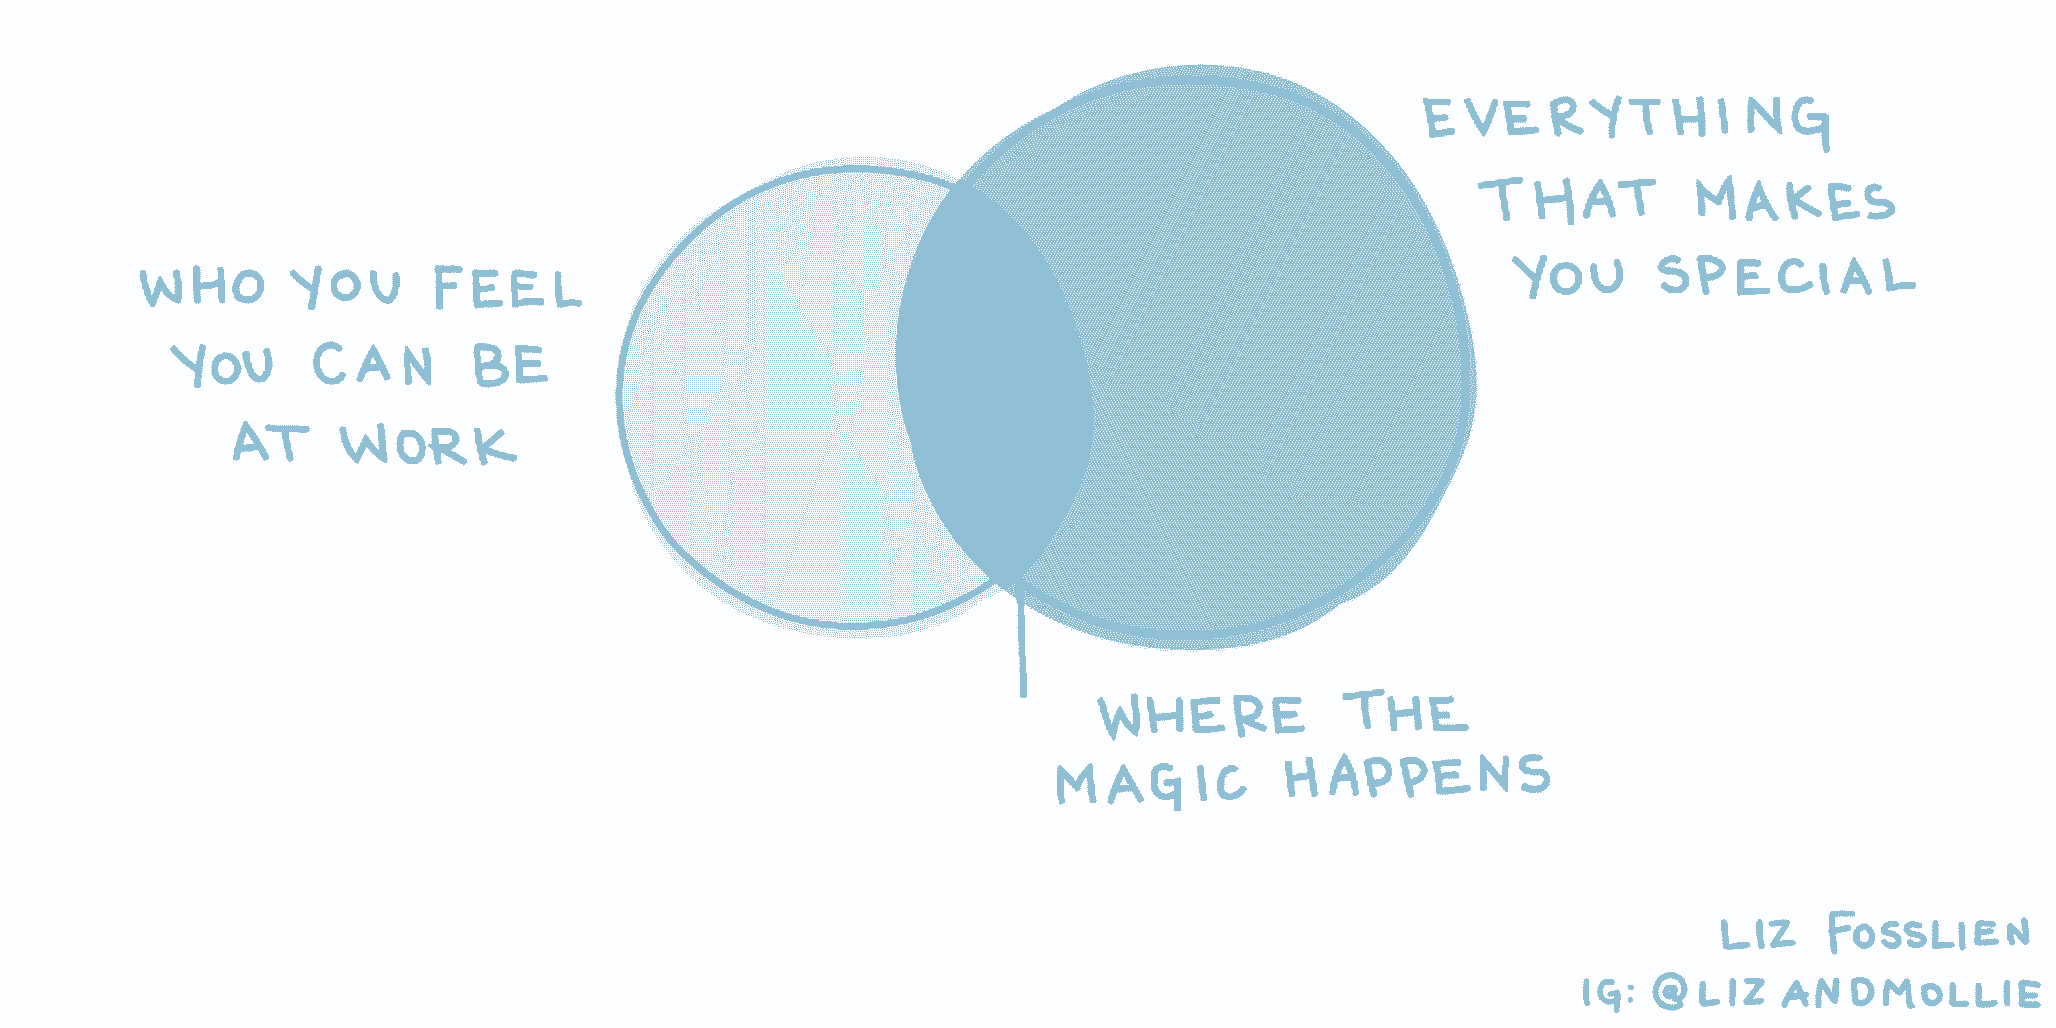 WHO YOU FEEL
YOU CAN BE
AT WORK
EVERYTHING
THAT MAKES
YOU SPECIAL
WHERE THE
MAGIC HAPPENS
LIZ FOSSLIEN
IG: @LIZANDMOLLIE